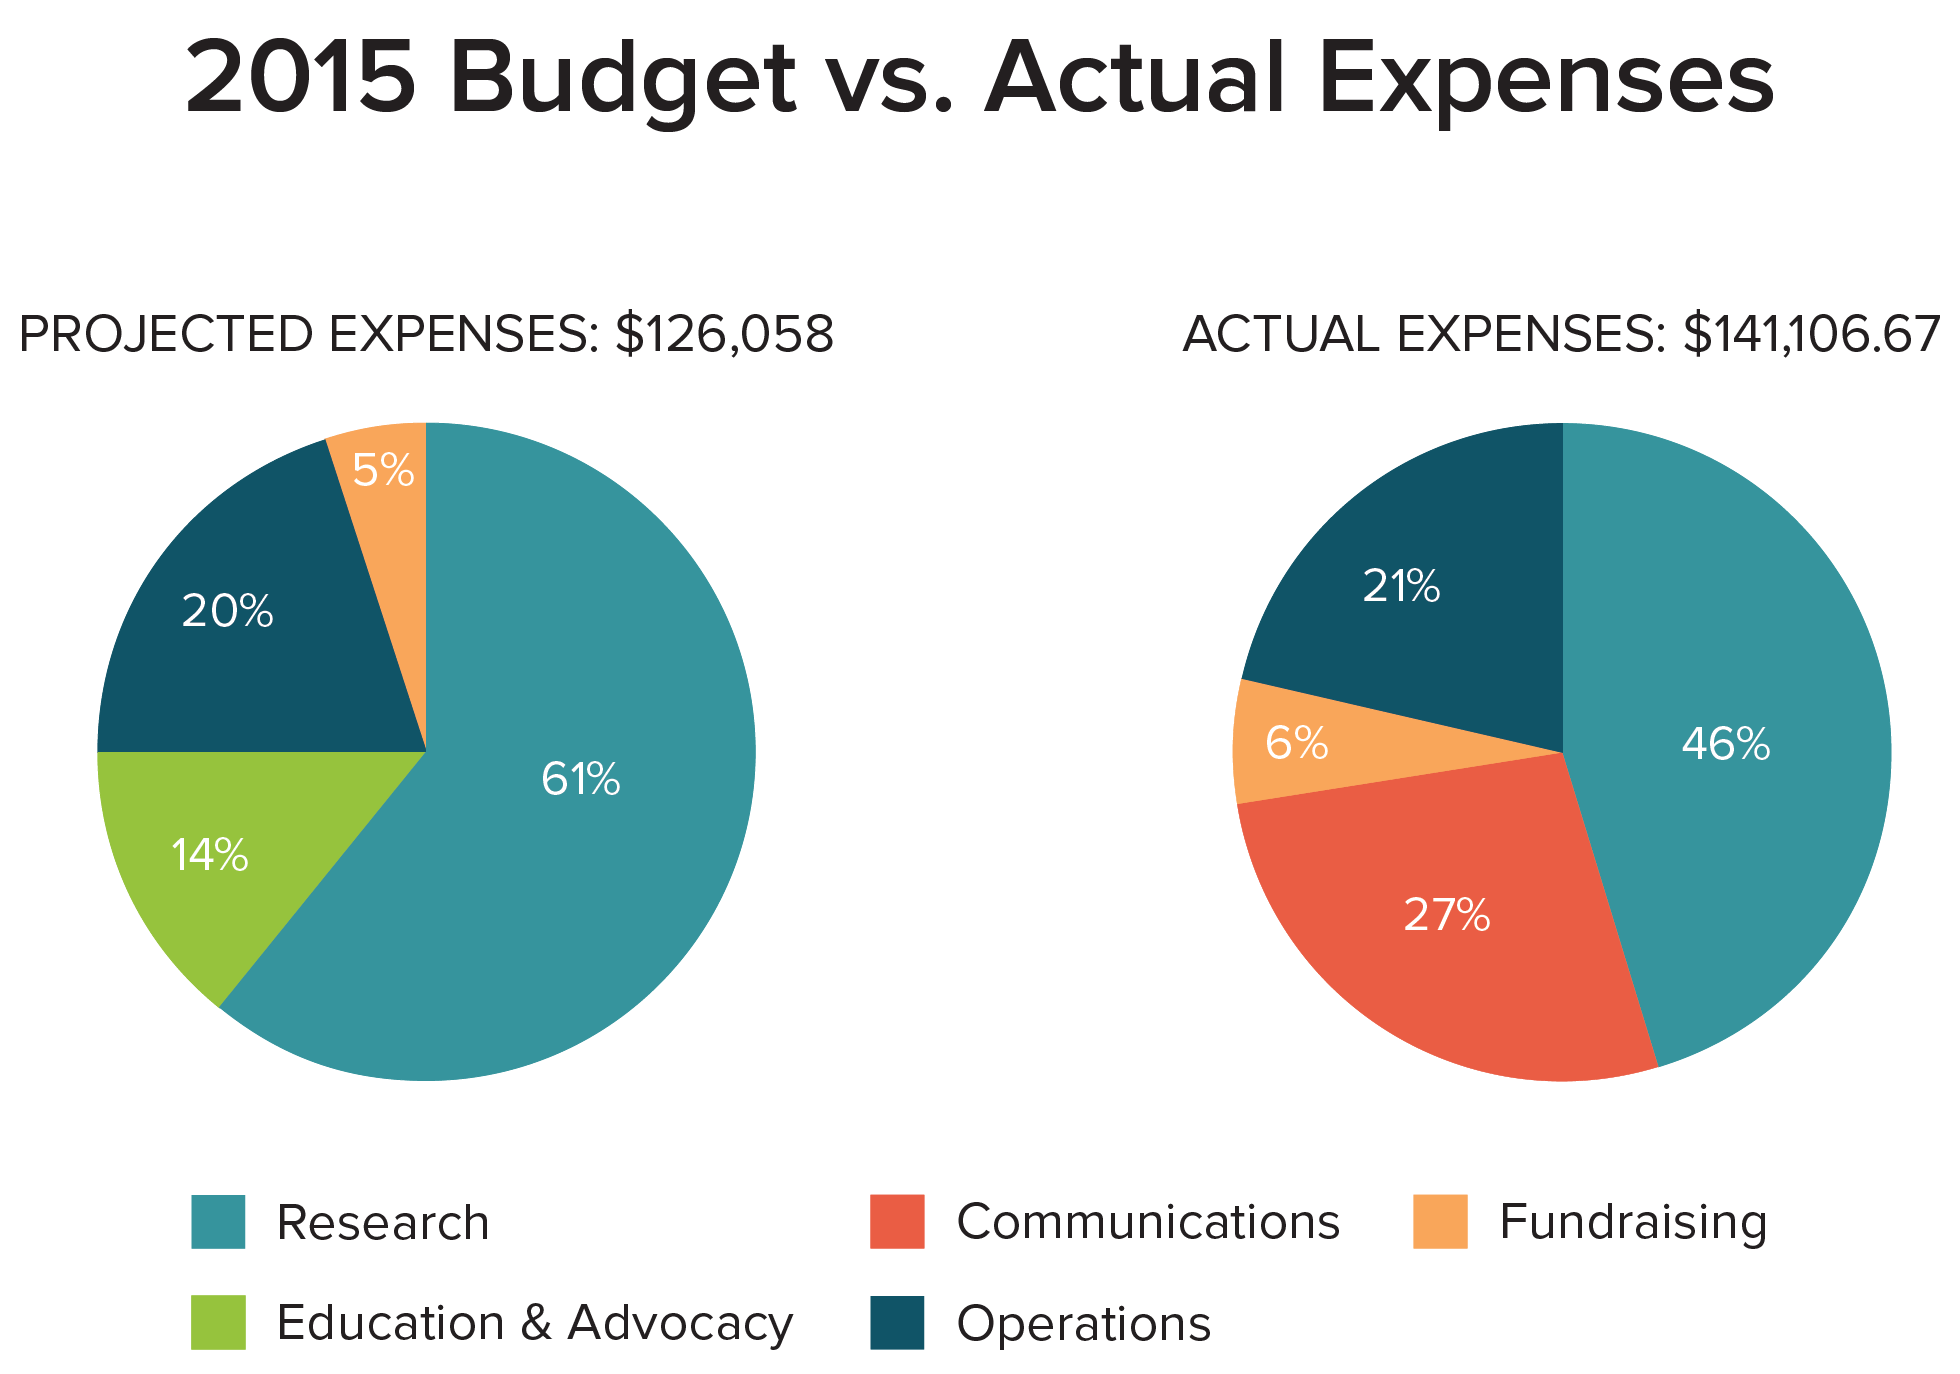 2015 Budget vs. Actual Expenses
PROJECTED EXPENSES: $126,058
5%
20%
61%
14%
ACTUAL EXPENSES: $141,106.67
21%
46%
6%
27%
Research
Communications
Fundraising
Education & Advocacy
Operations